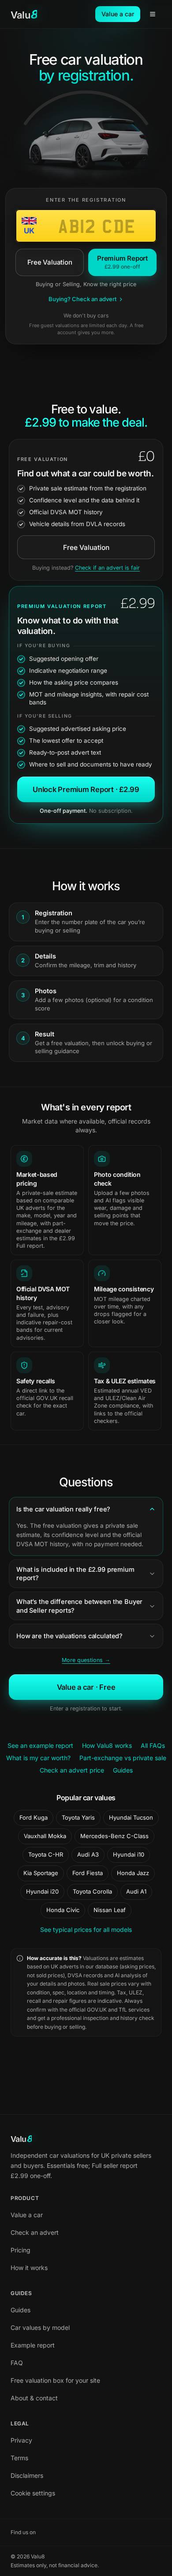 Valu8
Value a car
Free car valuation
by registration.
ENTER THE REGISTRATION
UK
AB12 CDE
Free Valuation
Premium Report
£2.99 one-off
Buying or Selling, Know the right price
Buying? Check an advert ›
We don't buy cars
Free guest valuations are limited each day. A free
account gives you more.
Free to value.
£2.99 to make the deal.
FREE VALUATION
£0
Find out what a car could be worth.
Private sale estimate from the registration
Confidence level and the data behind it
Official DVSA MOT history
Vehicle details from DVLA records
Free Valuation
Buying instead? Check if an advert is fair
PREMIUM VALUATION REPORT
£2.99
Know what to do with that
valuation.
IF YOU'RE BUYING
Suggested opening offer
Indicative negotiation range
How the asking price compares
MOT and mileage insights, with repair cost
bands
IF YOU'RE SELLING
Suggested advertised asking price
The lowest offer to accept
Ready-to-post advert text
Where to sell and documents to have ready
Unlock Premium Report · £2.99
One-off payment. No subscription.
How it works
1
Registration
Enter the number plate of the car you're
buying or selling
2
Details
Confirm the mileage, trim and history
3
Photos
Add a few photos (optional) for a condition
score
4
Result
Get a free valuation, then unlock buying or
selling guidance
What's in every report
Market data where available, official records
always.
Market-based
pricing
A private-sale estimate
based on comparable
UK adverts for the
make, model, year and
mileage, with part-
exchange and dealer
estimates in the £2.99
Full report.
Photo condition
check
Upload a few photos
and AI flags visible
wear, damage and
selling points that
move the price.
Official DVSA MOT
history
Every test, advisory
and failure, plus
indicative repair-cost
bands for current
advisories.
Mileage consistency
MOT mileage charted
over time, with any
drops flagged for a
closer look.
Safety recalls
A direct link to the
official GOV.UK recall
check for the exact
car.
Tax & ULEZ estimates
Estimated annual VED
and ULEZ/Clean Air
Zone compliance, with
links to the official
checkers.
Questions
Is the car valuation really free?
Yes. The free valuation gives a private sale
estimate, its confidence level and the official
DVSA MOT history, with no payment needed.
What is included in the £2.99 premium
report?
What's the difference between the Buyer
and Seller reports?
How are the valuations calculated?
More questions →
Value a car · Free
Enter a registration to start.
See an example report
How Valu8 works
All FAQs
What is my car worth?
Part-exchange vs private sale
Check an advert price
Guides
Popular car values
Ford Kuga
Toyota Yaris
Hyundai Tucson
Vauxhall Mokka
Mercedes-Benz C-Class
Toyota C-HR
Audi A3
Hyundai i10
Kia Sportage
Ford Fiesta
Honda Jazz
Hyundai i20
Toyota Corolla
Audi A1
Honda Civic
Nissan Leaf
See typical prices for all models
How accurate is this? Valuations are estimates
based on UK adverts in our database (asking prices,
not sold prices), DVSA records and AI analysis of
your details and photos. Real sale prices vary with
condition, spec, location and timing. Tax, ULEZ,
recall and repair figures are indicative. Always
confirm with the official GOV.UK and TfL services
and get a professional inspection and history check
before buying or selling.
Valu8
Independent car valuations for UK private sellers
and buyers. Essentials free; Full seller report
£2.99 one-off.
PRODUCT
Value a car
Check an advert
Pricing
How it works
GUIDES
Guides
Car values by model
Example report
FAQ
Free valuation box for your site
About & contact
LEGAL
Privacy
Terms
Disclaimers
Cookie settings
Find us on
© 2026 Valu8
Estimates only, not financial advice.